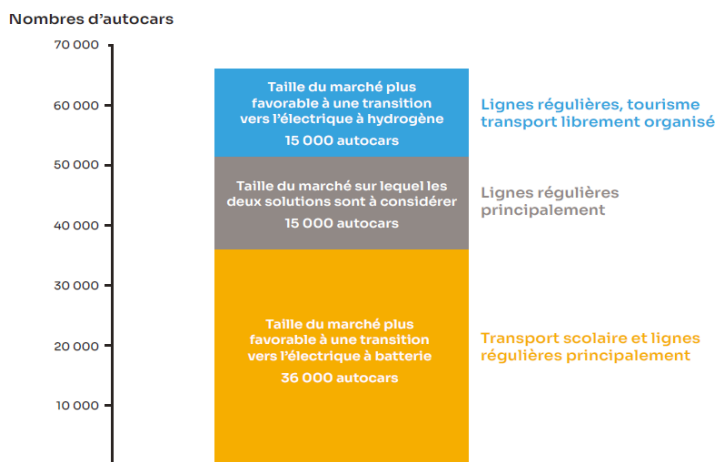 Nombres d’autocars
70 000
60 000
50 000
40 000
30 000
20 000
10 000
Taille du marché plus
favorable à une transition
vers l’électrique à hydrogène
15 000 autocars
Lignes régulières, tourisme
transport librement organisé
Taille du marché sur lequel les
deux solutions sont à considérer
15 000 autocars
Lignes régulières
principalement
Taille du marché plus
favorable à une transition
vers l’électrique à batterie
36 000 autocars
Transport scolaire et lignes
régulières principalement